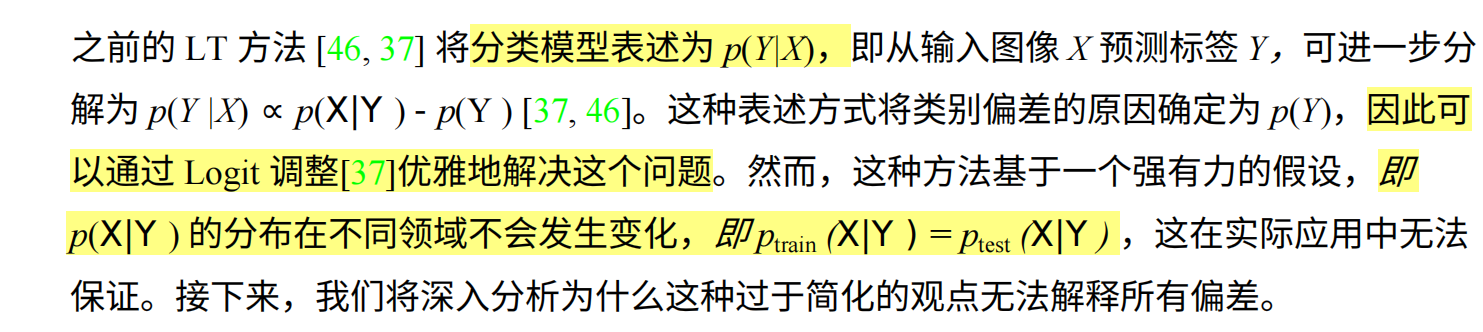 之前的 LT 方法 [46, 37] 将分类模型表述为 p(Y|X)，即从输入图像 X 预测标签 Y，可进一步分
解为 p(Y |X) ∝ p(X|Y ) - p(Y ) [37, 46]。这种表述方式将类别偏差的原因确定为 p(Y)，因此可
以通过 Logit 调整[37]优雅地解决这个问题。然而，这种方法基于一个强有力的假设，即
p(X|Y ) 的分布在不同领域不会发生变化，即 ptrain (X|Y ) = ptest (X|Y )，这在实际应用中无法
保证。接下来，我们将深入分析为什么这种过于简化的观点无法解释所有偏差。